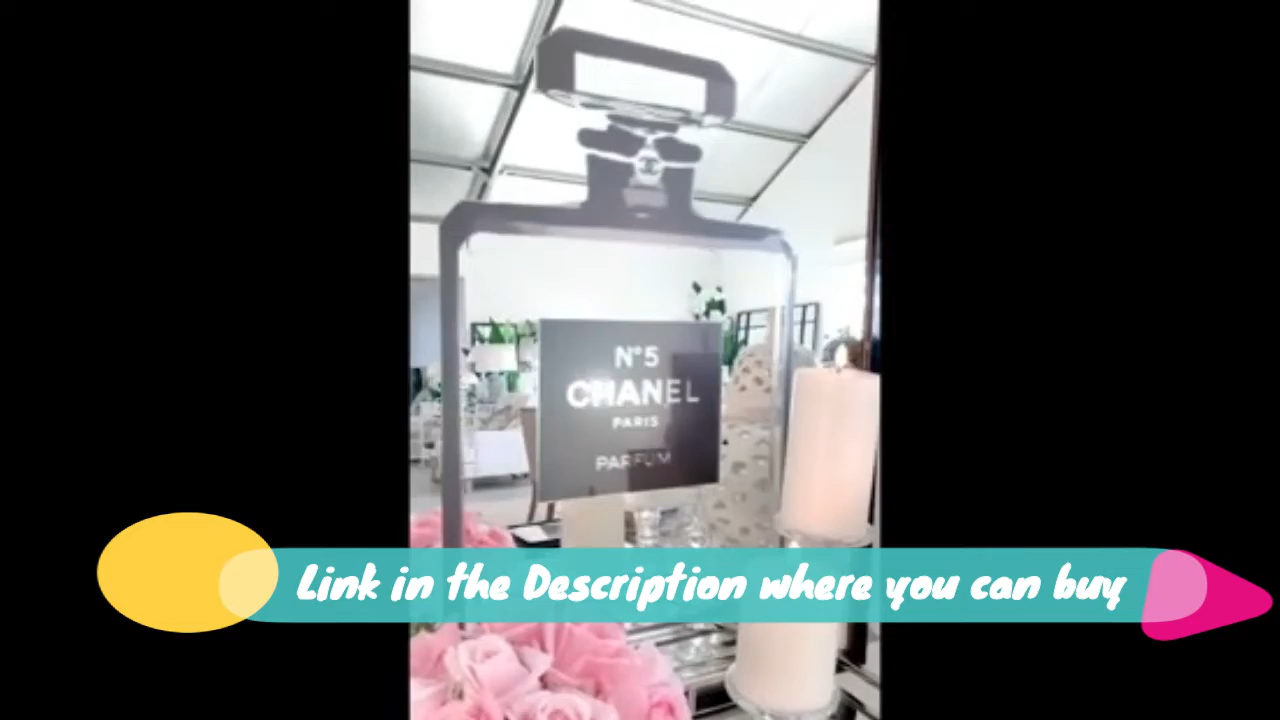 N°5
CHANEL
PARIS
PARFUM
Link in the Description where you can buy